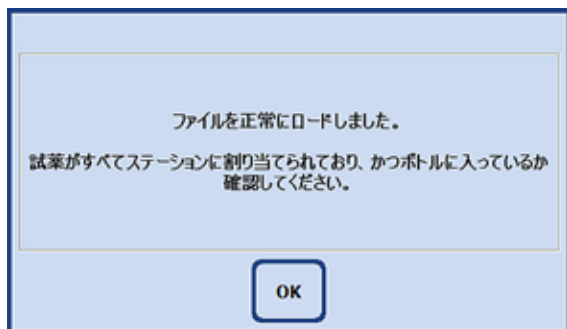 ファイルを正常にロードしました。
試薬がすべてステーションに割り当てられており、かつボトルに入っているか
確認してください。
OK